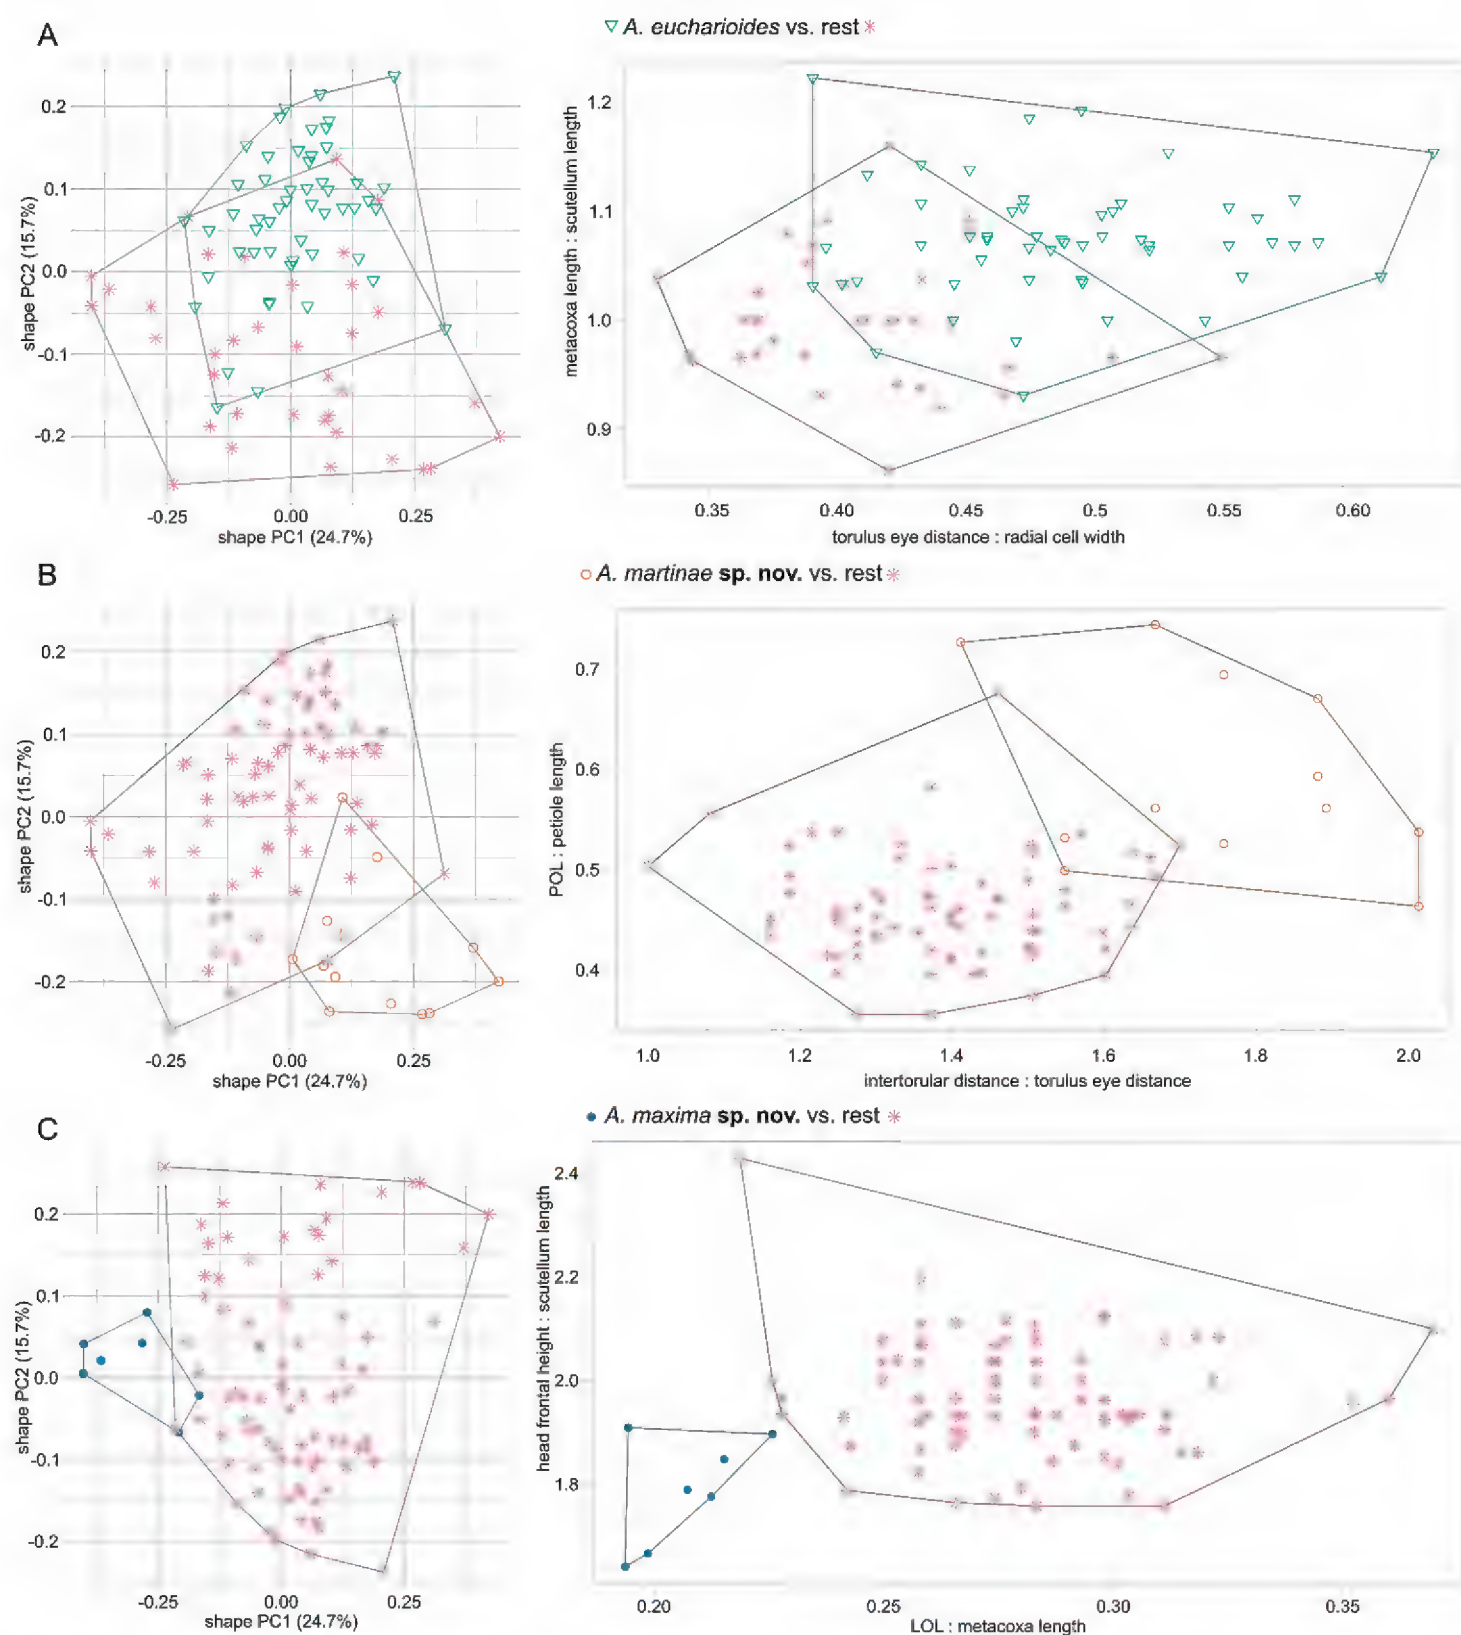 A
▽ A. eucharioides vs. rest ✳
shape PC2 (15.7%)
0.2
0.1
0.0
-0.1
-0.2
-0.25 0.00 0.25
shape PC1 (24.7%)
metacoxa length : scutellum length
1.2
1.1
1.0
0.9
0.35 0.40 0.45 0.5 0.55 0.60
torulus eye distance : radial cell width
B
○ A. martinae sp. nov. vs. rest ✳
shape PC2 (15.7%)
0.2
0.1
0.0
-0.1
-0.2
-0.25 0.00 0.25
shape PC1 (24.7%)
POL : petiole length
0.7
0.6
0.5
0.4
1.0 1.2 1.4 1.6 1.8 2.0
intertorular distance : torulus eye distance
C
● A. maxima sp. nov. vs. rest ✳
shape PC2 (15.7%)
0.2
0.1
0.0
-0.1
-0.2
-0.25 0.00 0.25
shape PC1 (24.7%)
head frontal height : scutellum length
2.4
2.2
2.0
1.8
0.20 0.25 0.30 0.35
LOL : metacoxa length